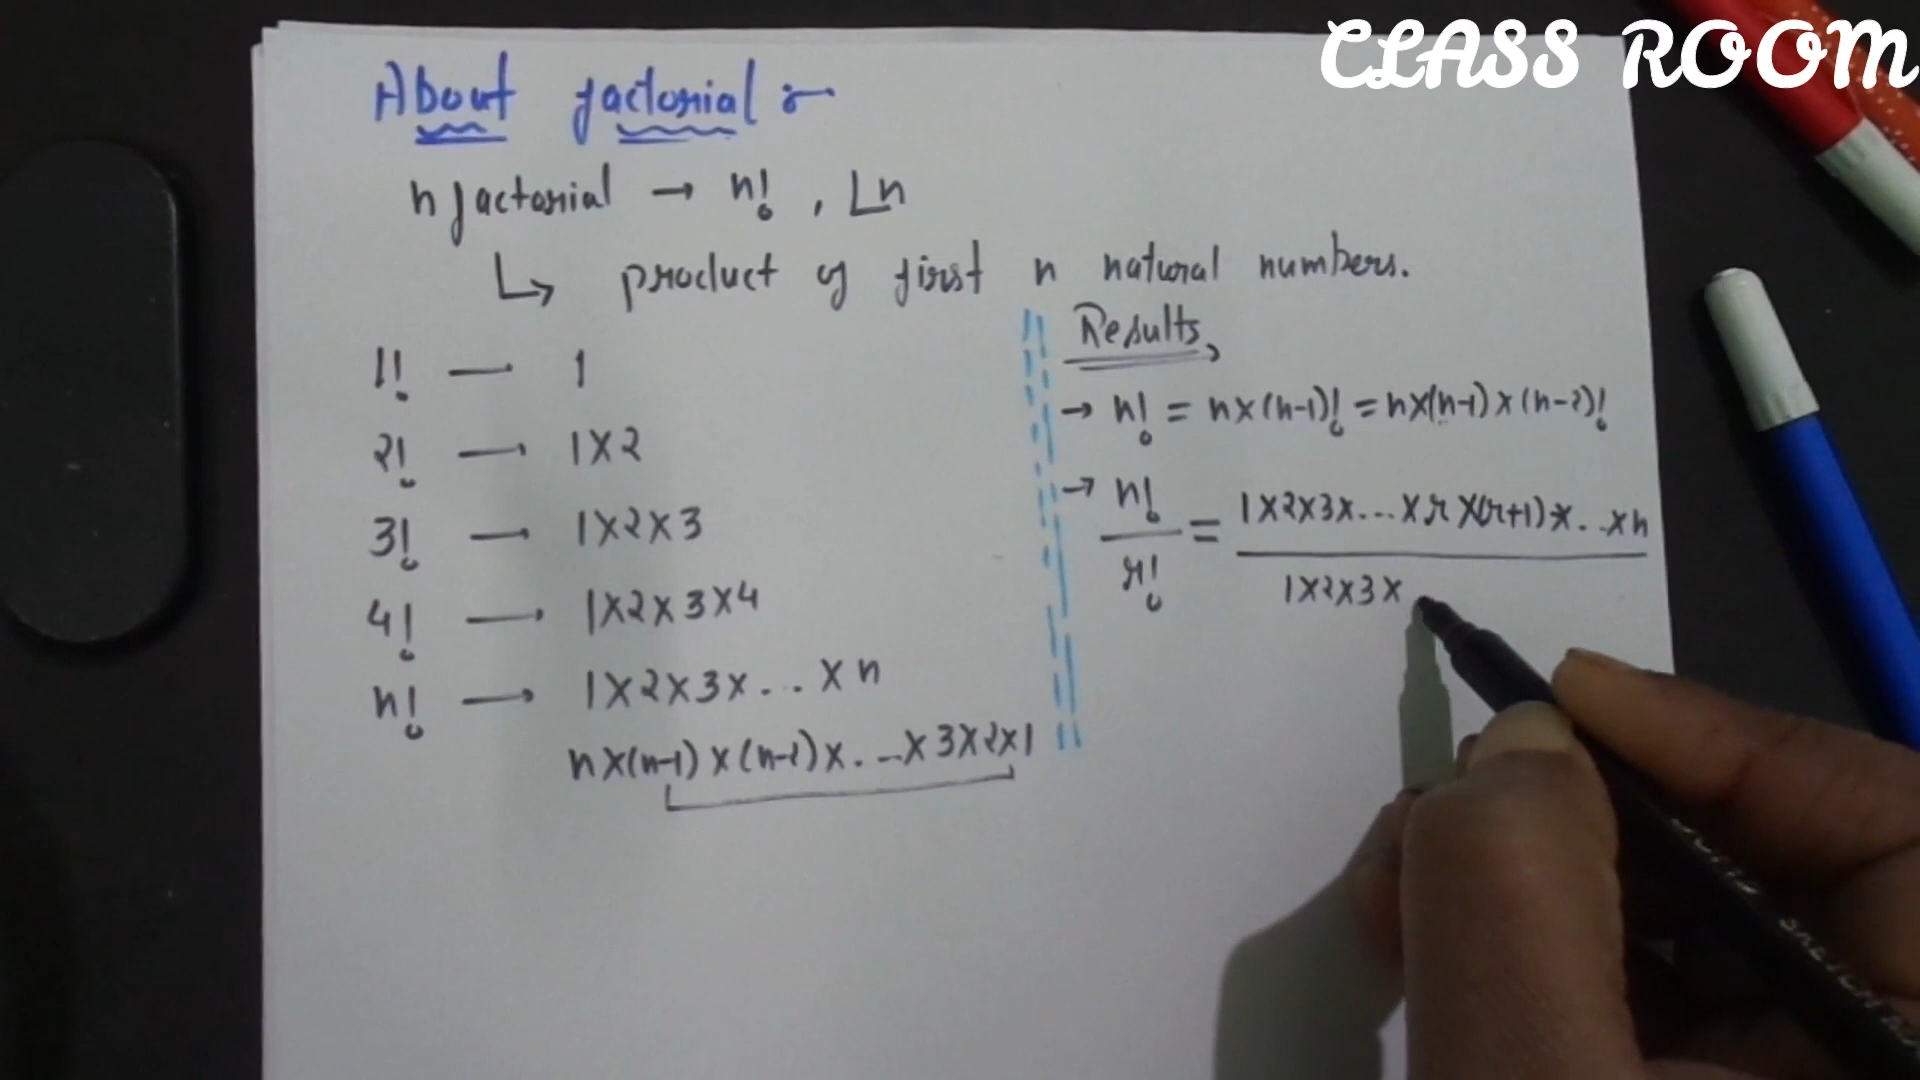 CLASS ROOM
About factorial :-
n factorial → n! , ⌊n
↳ product of first n natural numbers.
1! — 1
2! — 1×2
3! — 1×2×3
4! — 1×2×3×4
n! — 1×2×3×...×n
n×(n-1)×(n-2)×...×3×2×1
Results
→ n! = n×(n-1)! = n×(n-1)×(n-2)!
→ n!/r! = 1×2×3×...×r×(r+1)×...×n
1×2×3×